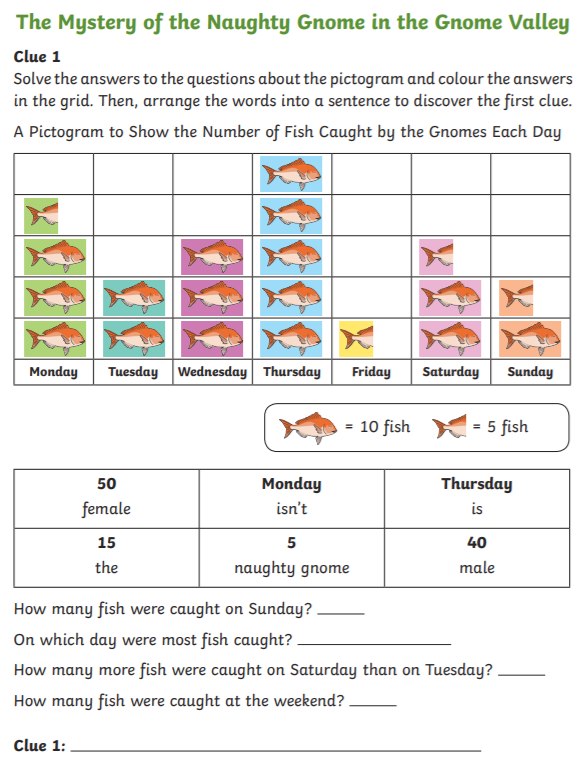 The Mystery of the Naughty Gnome in the Gnome Valley
Clue 1
Solve the answers to the questions about the pictogram and colour the answers
in the grid. Then, arrange the words into a sentence to discover the first clue.
A Pictogram to Show the Number of Fish Caught by the Gnomes Each Day
Monday Tuesday Wednesday Thursday Friday Saturday Sunday
= 10 fish = 5 fish
50 Monday Thursday
female isn't is
15 5 40
the naughty gnome male
How many fish were caught on Sunday? _____
On which day were most fish caught? _________________
How many more fish were caught on Saturday than on Tuesday? _____
How many fish were caught at the weekend? _____
Clue 1: _____________________________________________